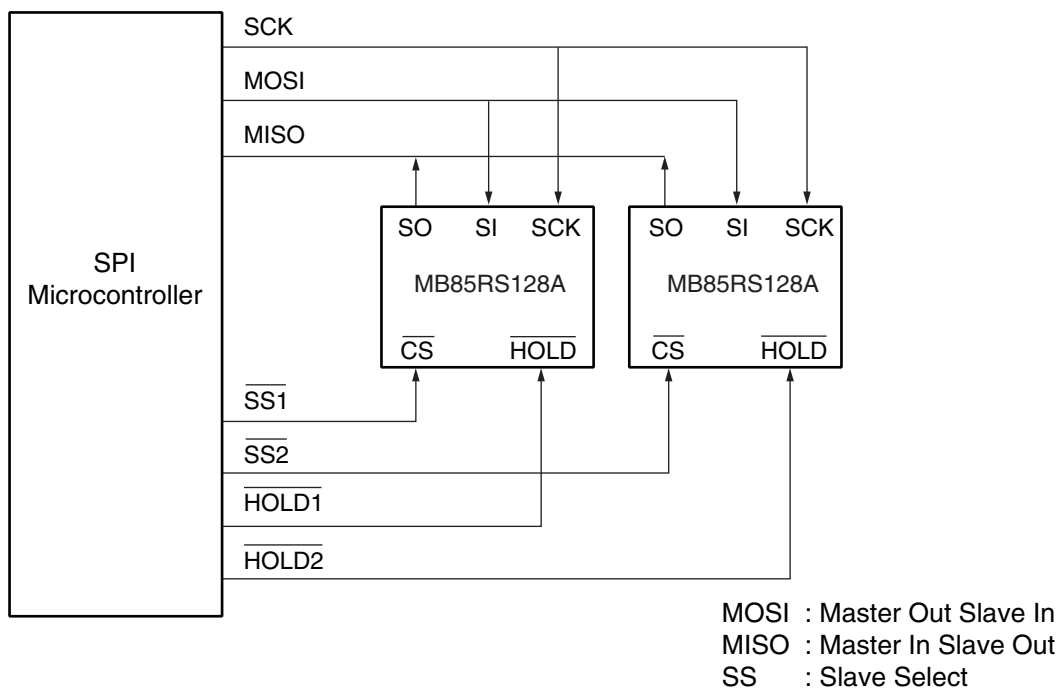 SCK
MOSI
MISO
SPI
Microcontroller
SO SI SCK
MB85RS128A
CS HOLD
SO SI SCK
MB85RS128A
CS HOLD
SS1
SS2
HOLD1
HOLD2
MOSI : Master Out Slave In
MISO : Master In Slave Out
SS : Slave Select